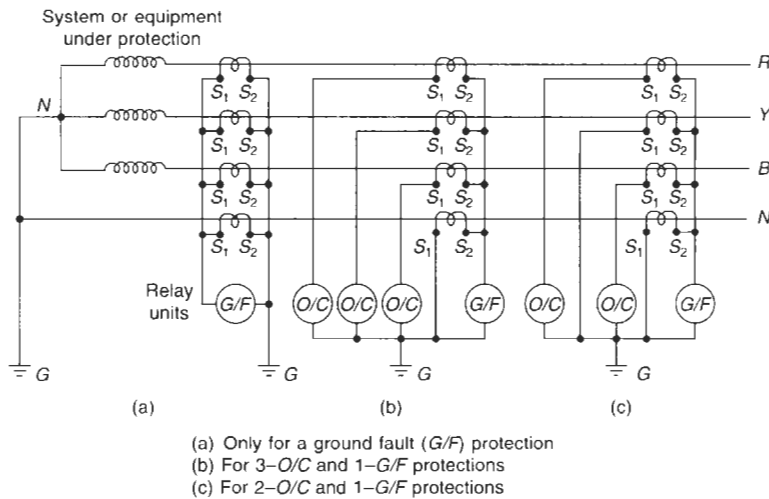 System or equipment
under protection
R
S1 S2 S1 S2 S1 S2
N
Y
S1 S2 S1 S2 S1 S2
B
S1 S2 S1 S2 S1 S2
N
S1 S2 S1 S2 S1 S2
Relay
units
G/F O/C O/C O/C G/F O/C O/C G/F
G G G G
(a) (b) (c)
(a) Only for a ground fault (G/F) protection
(b) For 3–O/C and 1–G/F protections
(c) For 2–O/C and 1–G/F protections